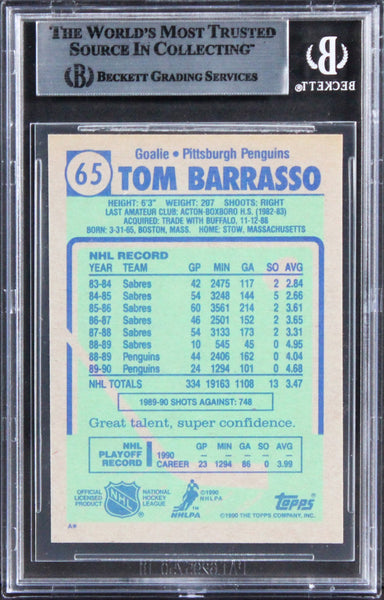 THE WORLD'S MOST TRUSTED
SOURCE IN COLLECTING™
BECKETT GRADING SERVICES
BECKETT
65
Goalie • Pittsburgh Penguins
TOM BARRASSO
HEIGHT: 6'3" WEIGHT: 207 SHOOTS: RIGHT
LAST AMATEUR CLUB: ACTON-BOXBORO H.S. (1982-83)
ACQUIRED: TRADE WITH BUFFALO, 11-12-88
BORN: 3-31-65, BOSTON, MASS. HOME: STOW, MASSACHUSETTS
NHL RECORD
YEAR TEAM GP MIN GA SO AVG
83-84 Sabres 42 2475 117 2 2.84
84-85 Sabres 54 3248 144 5 2.66
85-86 Sabres 60 3561 214 2 3.61
86-87 Sabres 46 2501 152 2 3.65
87-88 Sabres 54 3133 173 2 3.31
88-89 Sabres 10 545 45 0 4.95
88-89 Penguins 44 2406 162 0 4.04
89-90 Penguins 24 1294 101 0 4.68
NHL TOTALS 334 19163 1108 13 3.47
1989-90 SHOTS AGAINST: 748
Great talent, super confidence.
NHL PLAYOFF RECORD
GP MIN GA SO AVG
1990 – – – – –
CAREER 23 1294 86 0 3.99
OFFICIAL LICENSED PRODUCT
NHL
NATIONAL HOCKEY LEAGUE
©1990 NHLPA
NHLPA
Topps
©1990 THE TOPPS COMPANY, INC.
A*